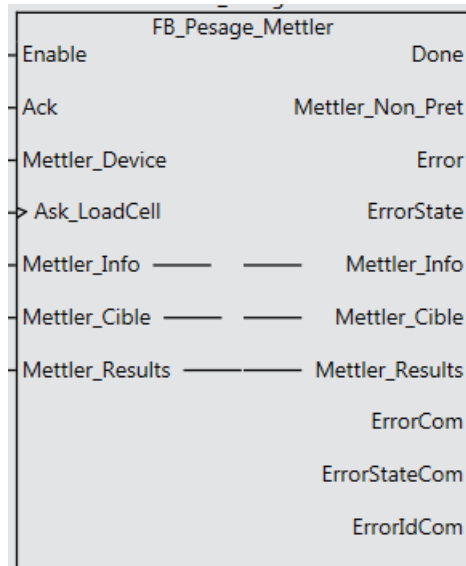 FB_Pesage_Mettler
Enable Done
Ack Mettler_Non_Pret
Mettler_Device Error
Ask_LoadCell ErrorState
Mettler_Info Mettler_Info
Mettler_Cible Mettler_Cible
Mettler_Results Mettler_Results
ErrorCom
ErrorStateCom
ErrorIdCom